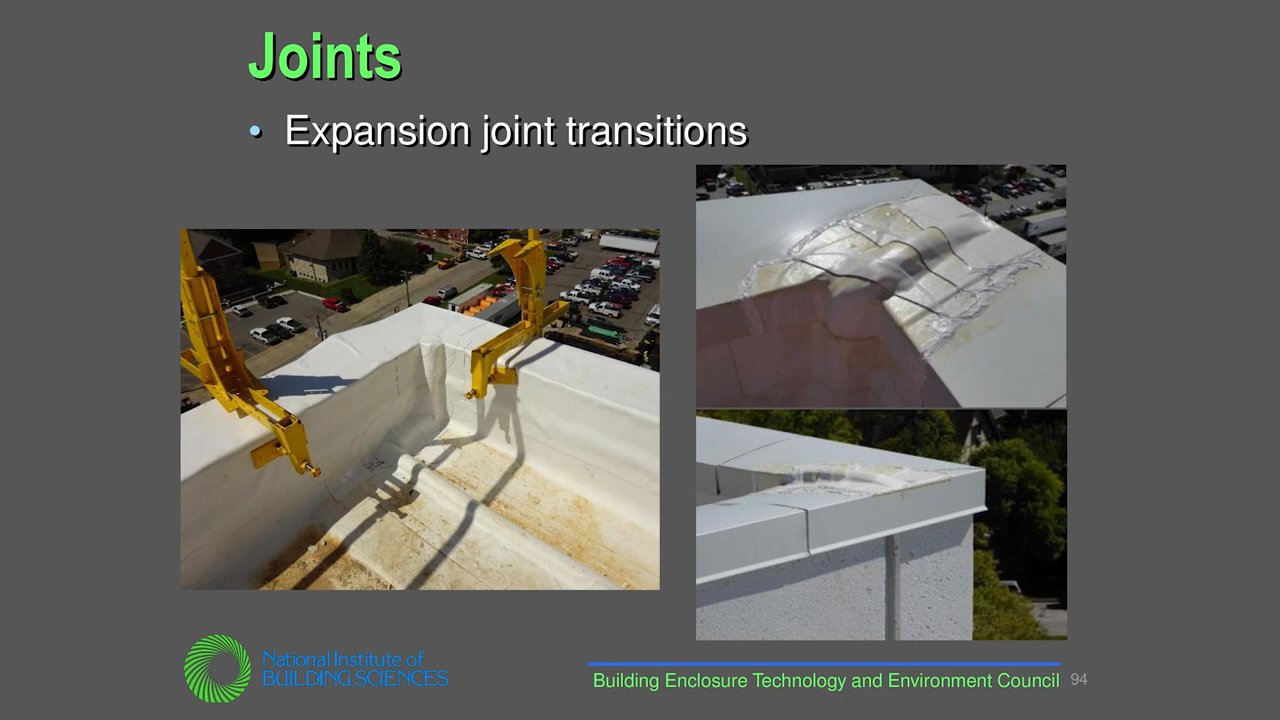 Joints
• Expansion joint transitions
National Institute of
BUILDING SCIENCES
Building Enclosure Technology and Environment Council 94